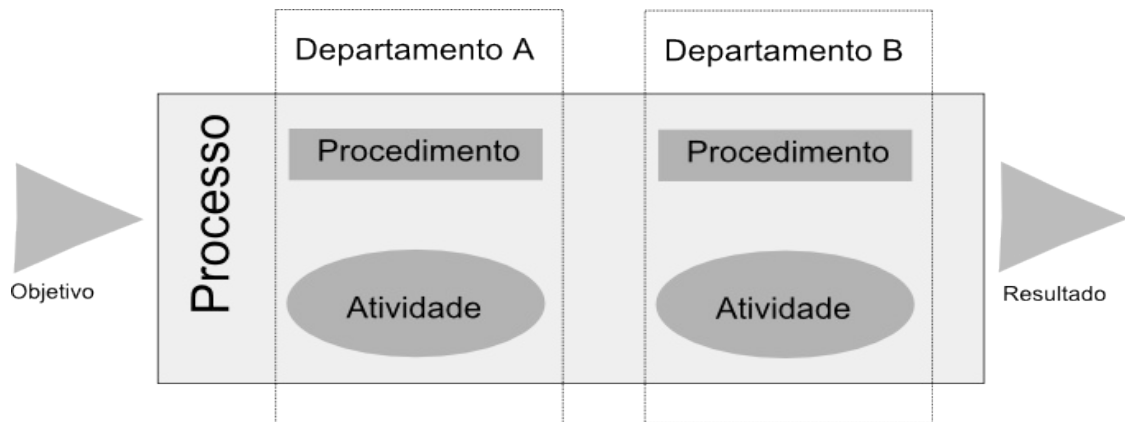 Departamento A
Departamento B
Processo
Procedimento
Procedimento
Objetivo
Atividade
Atividade
Resultado